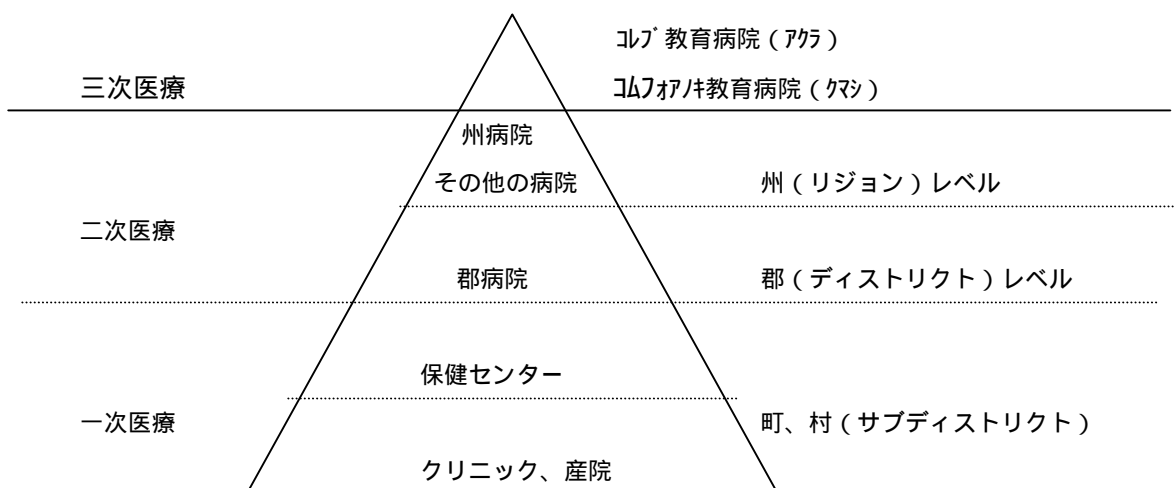 コレブ教育病院（アクラ）
三次医療 コムフォアノキ教育病院（クマシ）
州病院
その他の病院 州（リジョン）レベル
二次医療
郡病院 郡（ディストリクト）レベル
保健センター
一次医療 町、村（サブディストリクト）
クリニック、産院